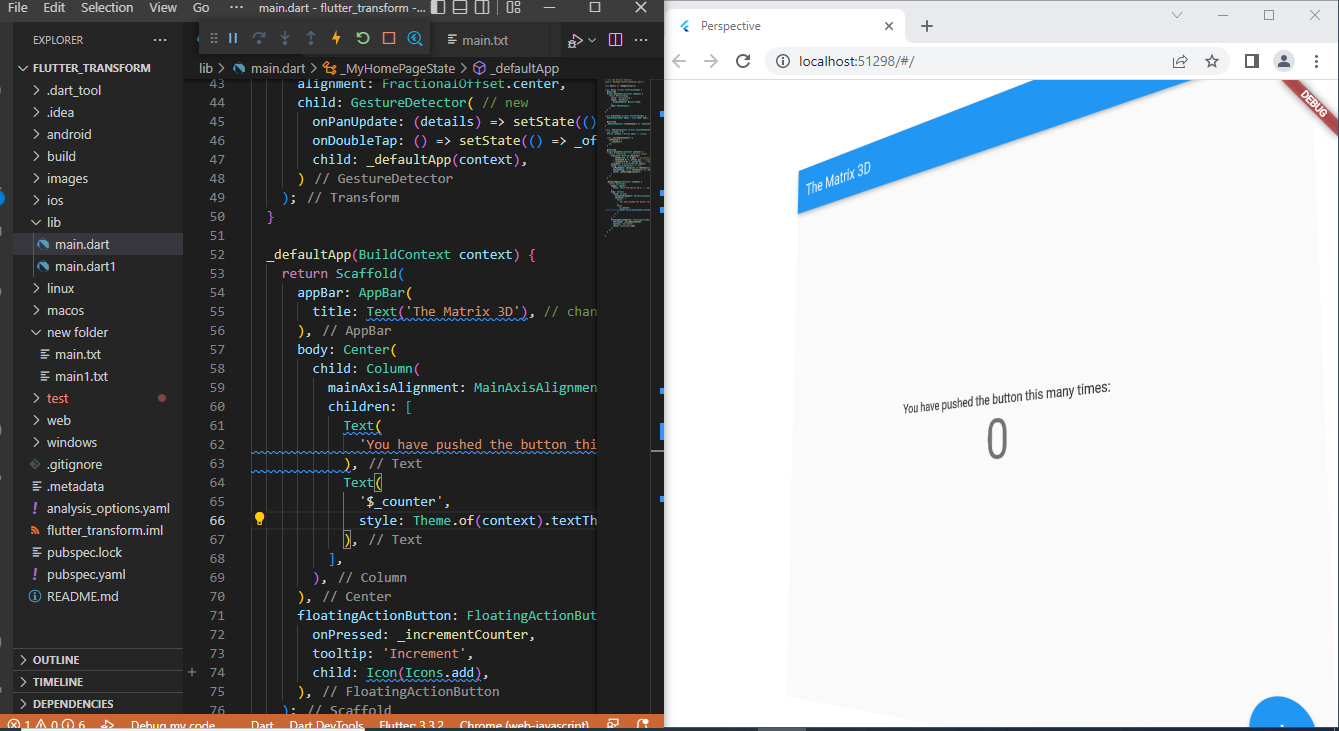 File Edit Selection View Go ··· main.dart - flutter_transform -...
EXPLORER ···
FLUTTER_TRANSFORM
.dart_tool
.idea
android
build
images
ios
lib
main.dart
main.dart1
linux
macos
new folder
main.txt
main1.txt
test
web
windows
.gitignore
.metadata
analysis_options.yaml
flutter_transform.iml
pubspec.lock
pubspec.yaml
README.md
OUTLINE
TIMELINE
DEPENDENCIES
main.txt
lib > main.dart > _MyHomePageState > _defaultApp
43 alignment: FractionalOffset.center,
44 child: GestureDetector( // new
45 onPanUpdate: (details) => setState(()
46 onDoubleTap: () => setState(() => _of
47 child: _defaultApp(context),
48 ) // GestureDetector
49 ); // Transform
50 }
51
52 _defaultApp(BuildContext context) {
53 return Scaffold(
54 appBar: AppBar(
55 title: Text('The Matrix 3D'), // chan
56 ), // AppBar
57 body: Center(
58 child: Column(
59 mainAxisAlignment: MainAxisAlignmen
60 children: [
61 Text(
62 'You have pushed the button thi
63 ), // Text
64 Text(
65 '$_counter',
66 style: Theme.of(context).textTh
67 ), // Text
68 ],
69 ), // Column
70 ), // Center
71 floatingActionButton: FloatingActionBut
72 onPressed: _incrementCounter,
73 tooltip: 'Increment',
74 child: Icon(Icons.add),
75 ), // FloatingActionButton
76 ); // Scaffold
1 0 6 Debug my code Dart Dart DevTools Flutter: 3.3.2 Chrome (web-javascript)
Perspective
localhost:51298/#/
DEBUG
The Matrix 3D
You have pushed the button this many times:
0